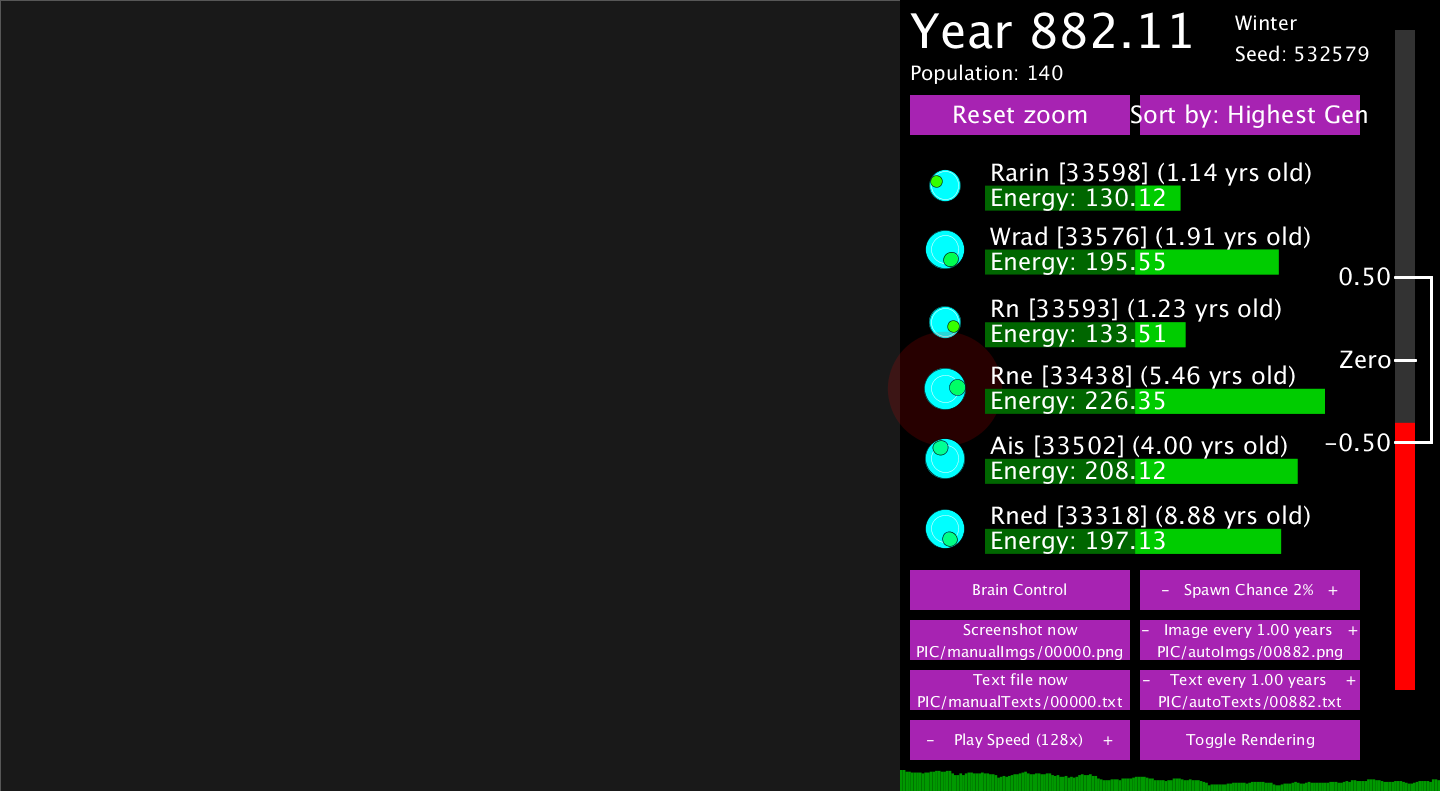 Year 882.11
Winter
Seed: 532579
Population: 140
Reset zoom
Sort by: Highest Gen
Rarin [33598] (1.14 yrs old)
Energy: 130.12
Wrad [33576] (1.91 yrs old)
Energy: 195.55
Rn [33593] (1.23 yrs old)
Energy: 133.51
Rne [33438] (5.46 yrs old)
Energy: 226.35
Ais [33502] (4.00 yrs old)
Energy: 208.12
Rned [33318] (8.88 yrs old)
Energy: 197.13
0.50
Zero
-0.50
Brain Control
- Spawn Chance 2% +
Screenshot now
PIC/manualImgs/00000.png
- Image every 1.00 years +
PIC/autoImgs/00882.png
Text file now
PIC/manualTexts/00000.txt
- Text every 1.00 years +
PIC/autoTexts/00882.txt
- Play Speed (128x) +
Toggle Rendering